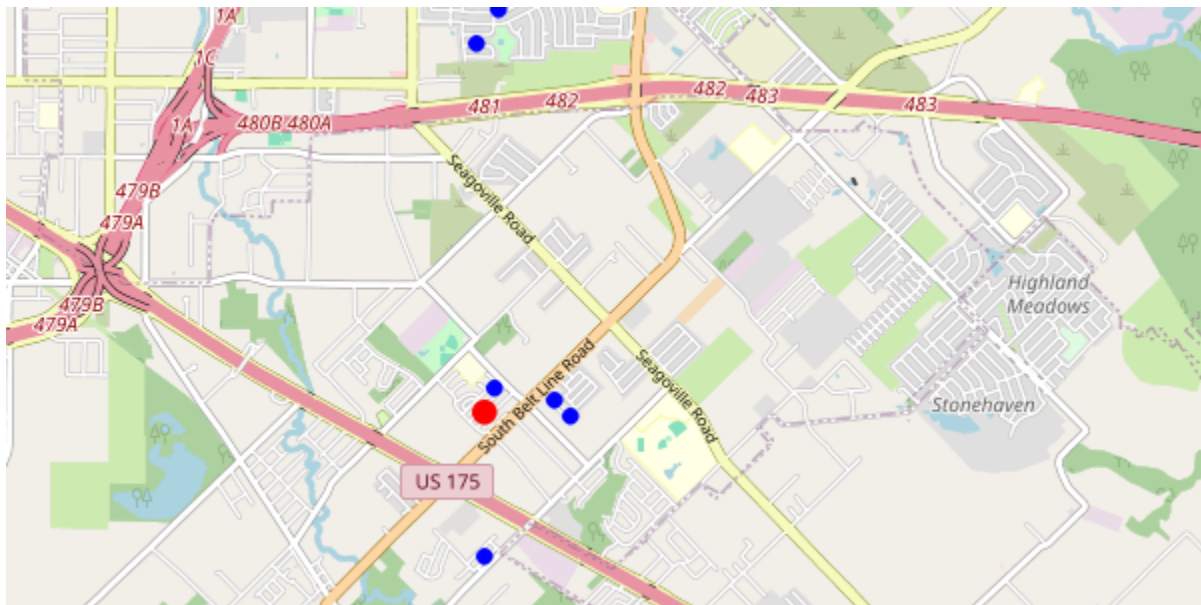 1A
1C
481
482
482
483
483
1A
480B
480A
479B
479A
Seagoville Road
Highland
Meadows
479B
479A
South Belt Line Road
Seagoville Road
Stonehaven
US 175